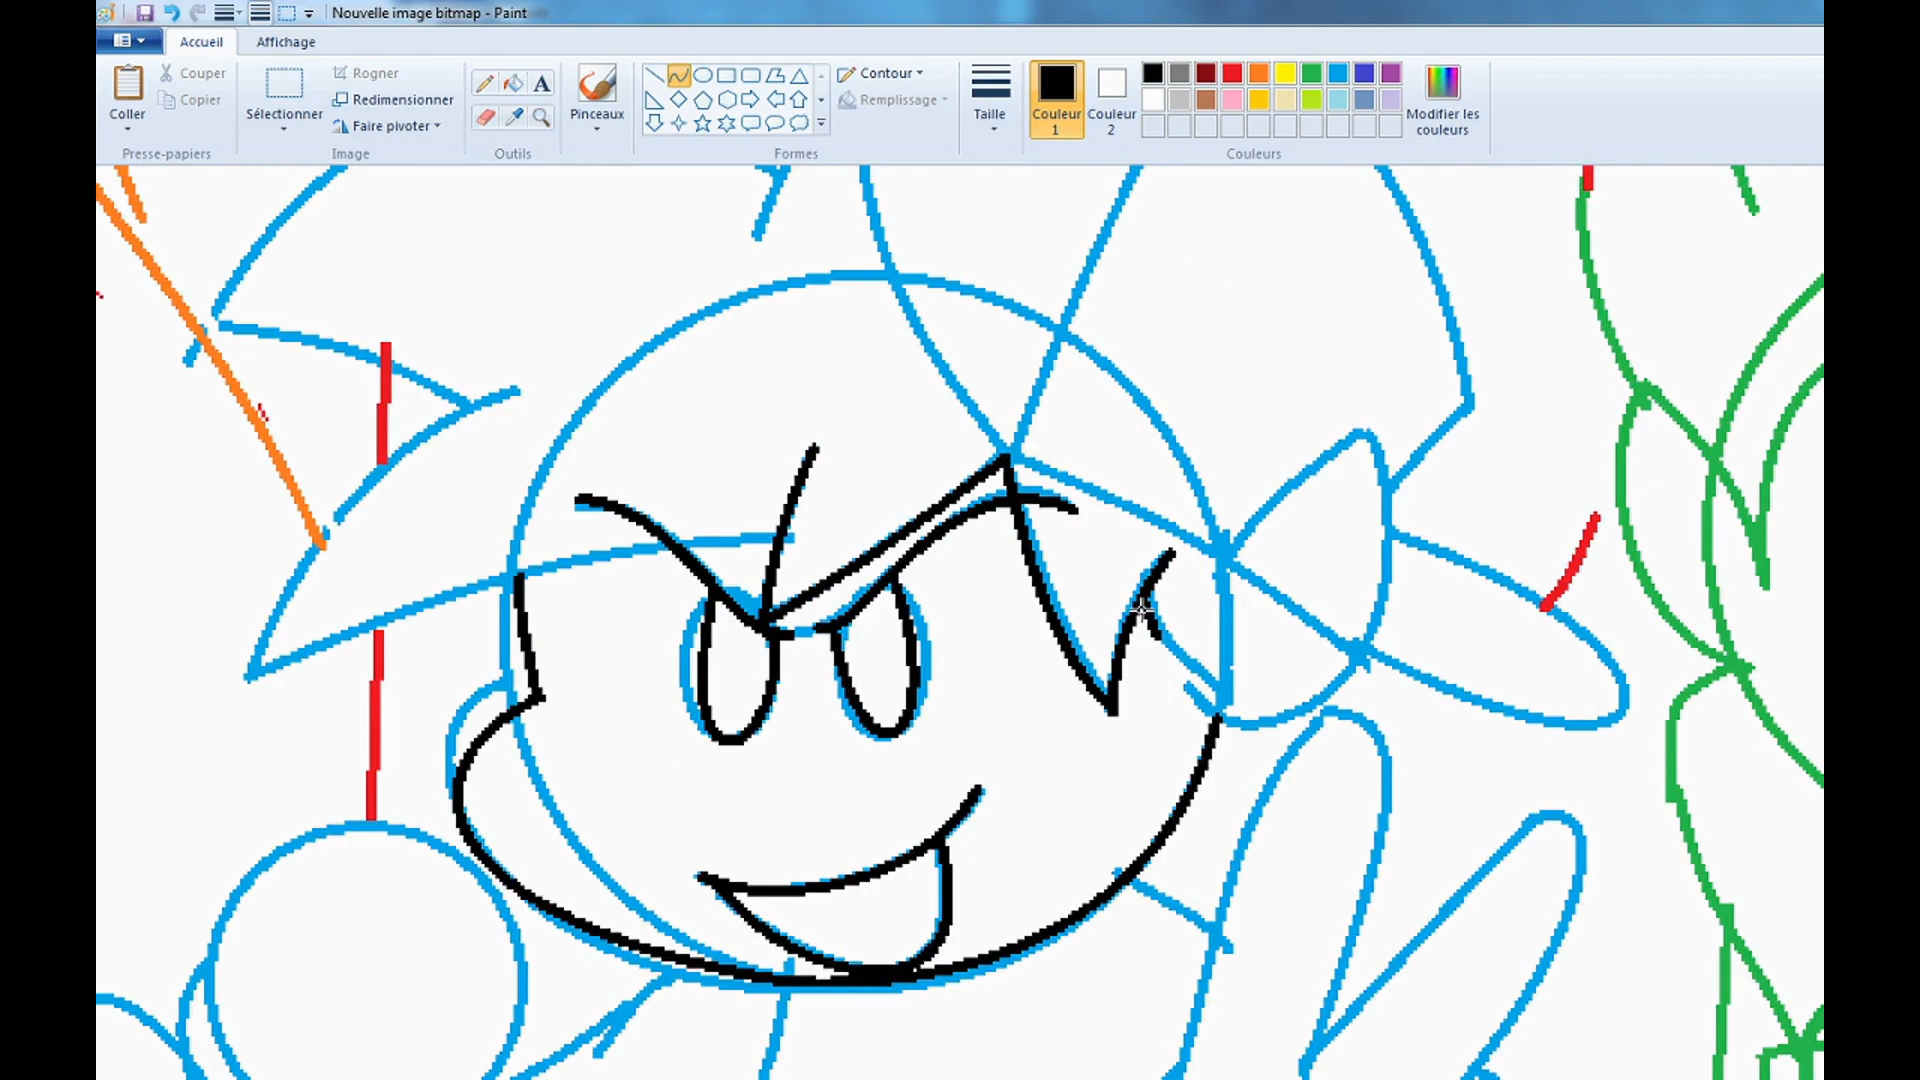 Nouvelle image bitmap - Paint
Accueil Affichage
Coller
Couper
Copier
Presse-papiers
Sélectionner
Rogner
Redimensionner
Faire pivoter
Image
A
Outils
Pinceaux
Contour
Remplissage
Formes
Taille
Couleur
1
Couleur
2
Modifier les
couleurs
Couleurs